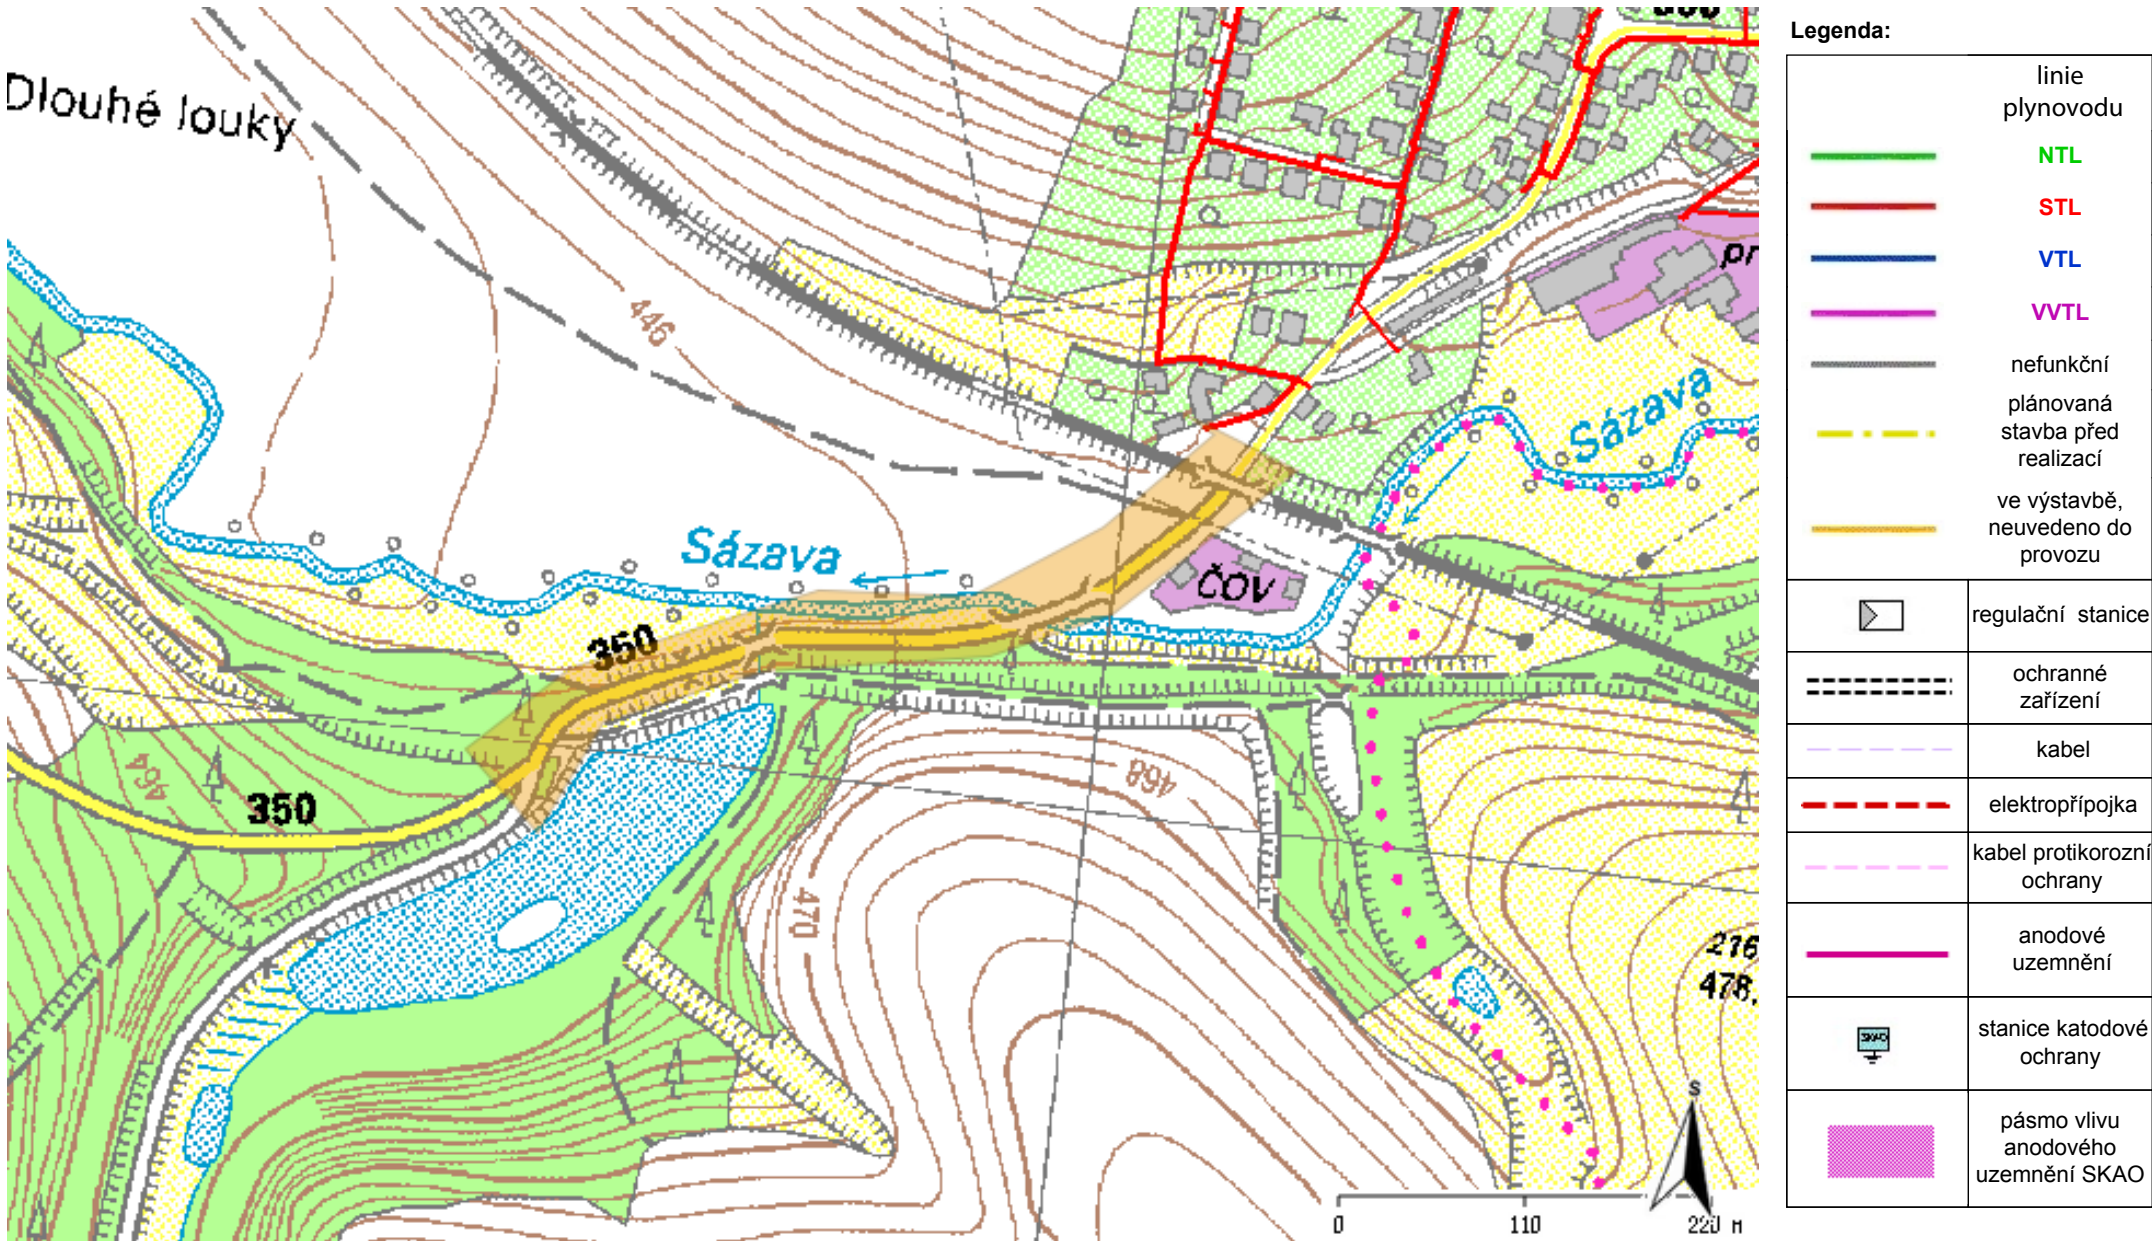 Dlouhé louky
446
Sázava
Sázava
ČOV
350
350
464
468
470
478,
S
0 110 220 M
Legenda:
linie
plynovodu
NTL
STL
VTL
VVTL
nefunkční
plánovaná
stavba před
realizací
ve výstavbě,
neuvedeno do
provozu
regulační stanice
ochranné
zařízení
kabel
elektropřípojka
kabel protikorozní
ochrany
anodové
uzemnění
SKAO
stanice katodové
ochrany
pásmo vlivu
anodového
uzemnění SKAO